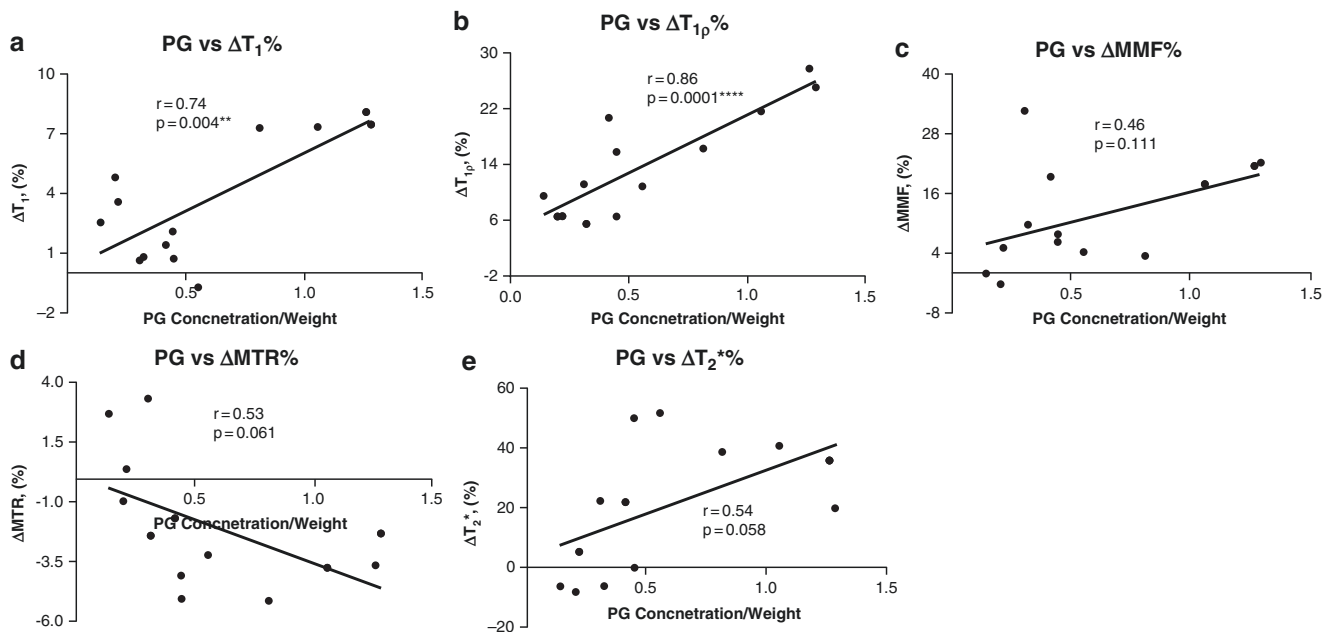 a
PG vs ΔT₁%
10
7
4
1
−2
ΔT₁, (%)
r = 0.74
p = 0.004**
0.5
1.0
1.5
PG Concnetration/Weight
b
PG vs ΔT₁ρ%
30
22
14
6
-2
ΔT₁ρ, (%)
r = 0.86
p = 0.0001****
0.0
0.5
1.0
1.5
PG Concnetration/Weight
c
PG vs ΔMMF%
40
28
16
4
-8
ΔMMF, (%)
r = 0.46
p = 0.111
0.5
1.0
1.5
PG Concnetration/Weight
d
PG vs ΔMTR%
4.0
1.5
-1.0
-3.5
-6.0
ΔMTR, (%)
r = 0.53
p = 0.061
0.5
1.0
1.5
PG Concnetration/Weight
e
PG vs ΔT₂*%
60
40
20
0
−20
ΔT₂*, (%)
r = 0.54
p = 0.058
0.5
1.0
1.5
PG Concnetration/Weight